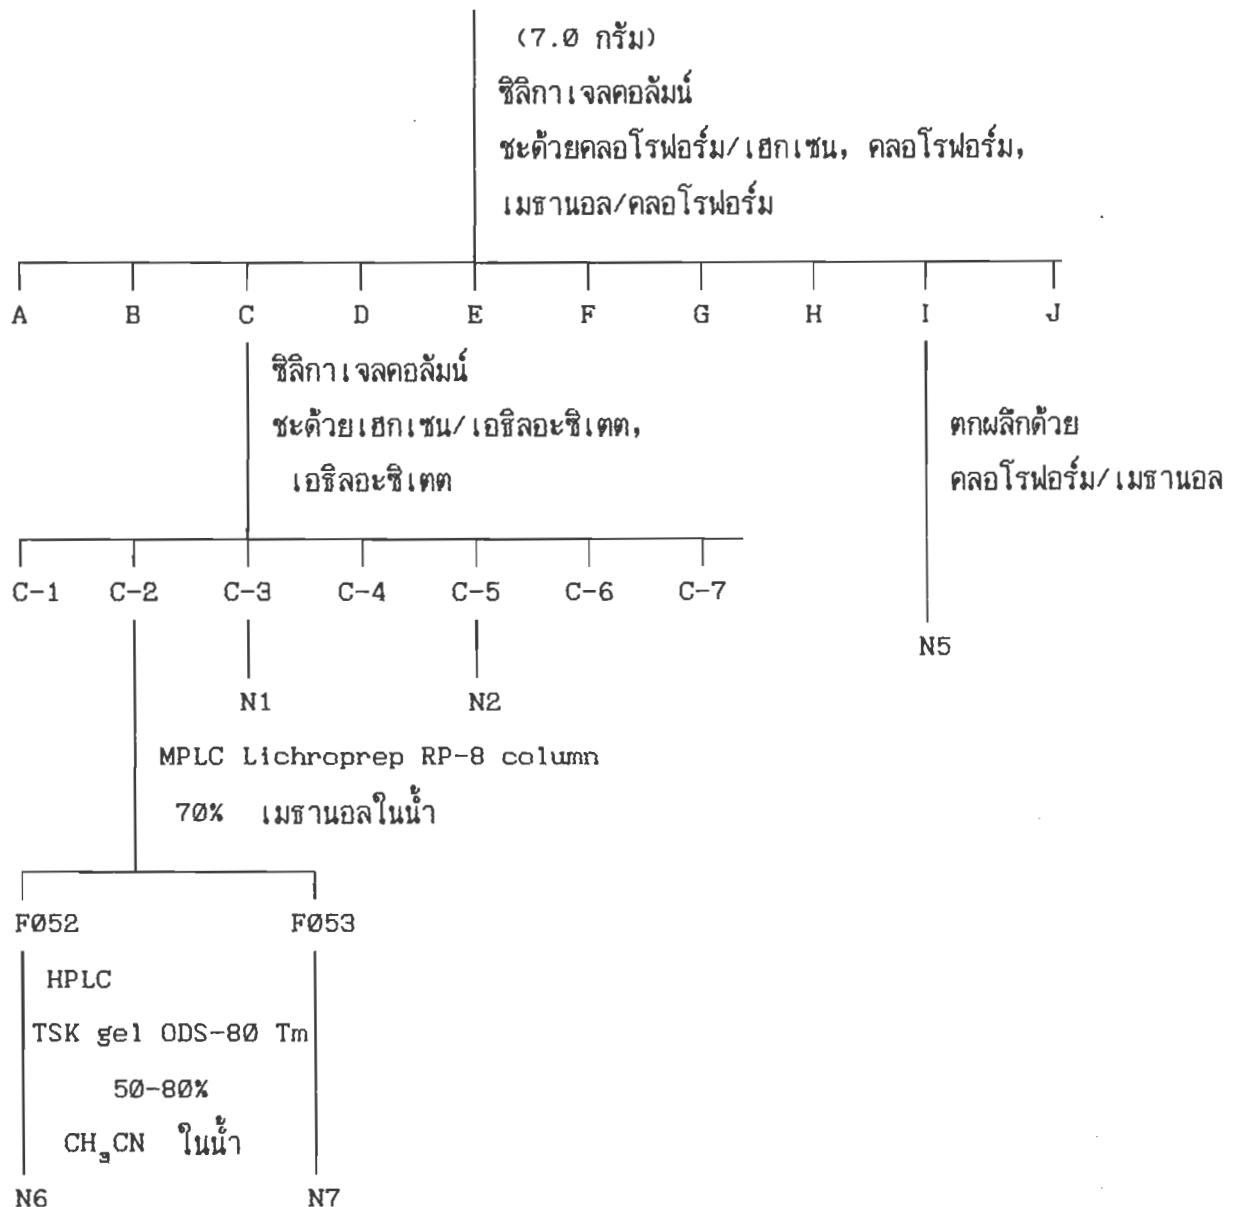 (7.0 กรัม)
ซิลิกาเจลคอลัมน์
ชะด้วยคลอโรฟอร์ม/เฮกเซน, คลอโรฟอร์ม,
เมธานอล/คลอโรฟอร์ม
A B C D E F G H I J
ซิลิกาเจลคอลัมน์
ชะด้วยเฮกเซน/เอธิลอะซิเตต,
เอธิลอะซิเตต
ตกผลึกด้วย
คลอโรฟอร์ม/เมธานอล
C-1 C-2 C-3 C-4 C-5 C-6 C-7
N5
N1 N2
MPLC Lichroprep RP-8 column
70% เมธานอลในน้ำ
F052 F053
HPLC
TSK gel ODS-80 Tm
50-80%
CH₃CN ในน้ำ
N6 N7